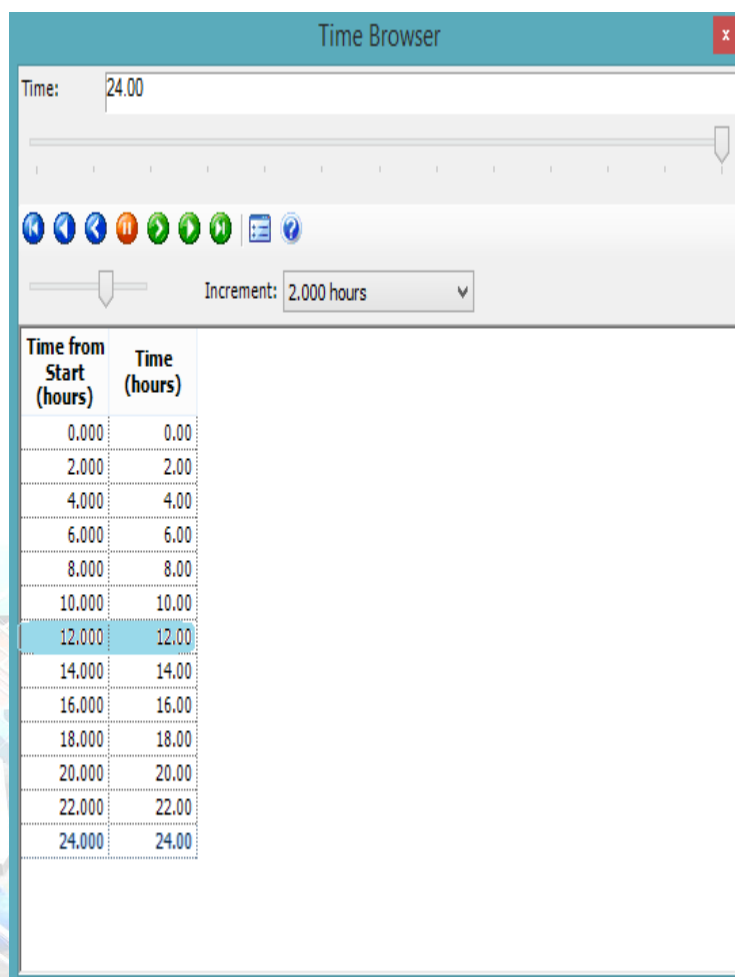 Time Browser
x
Time: 24.00
Increment: 2.000 hours
Time from Start (hours) Time (hours)
0.000 0.00
2.000 2.00
4.000 4.00
6.000 6.00
8.000 8.00
10.000 10.00
12.000 12.00
14.000 14.00
16.000 16.00
18.000 18.00
20.000 20.00
22.000 22.00
24.000 24.00